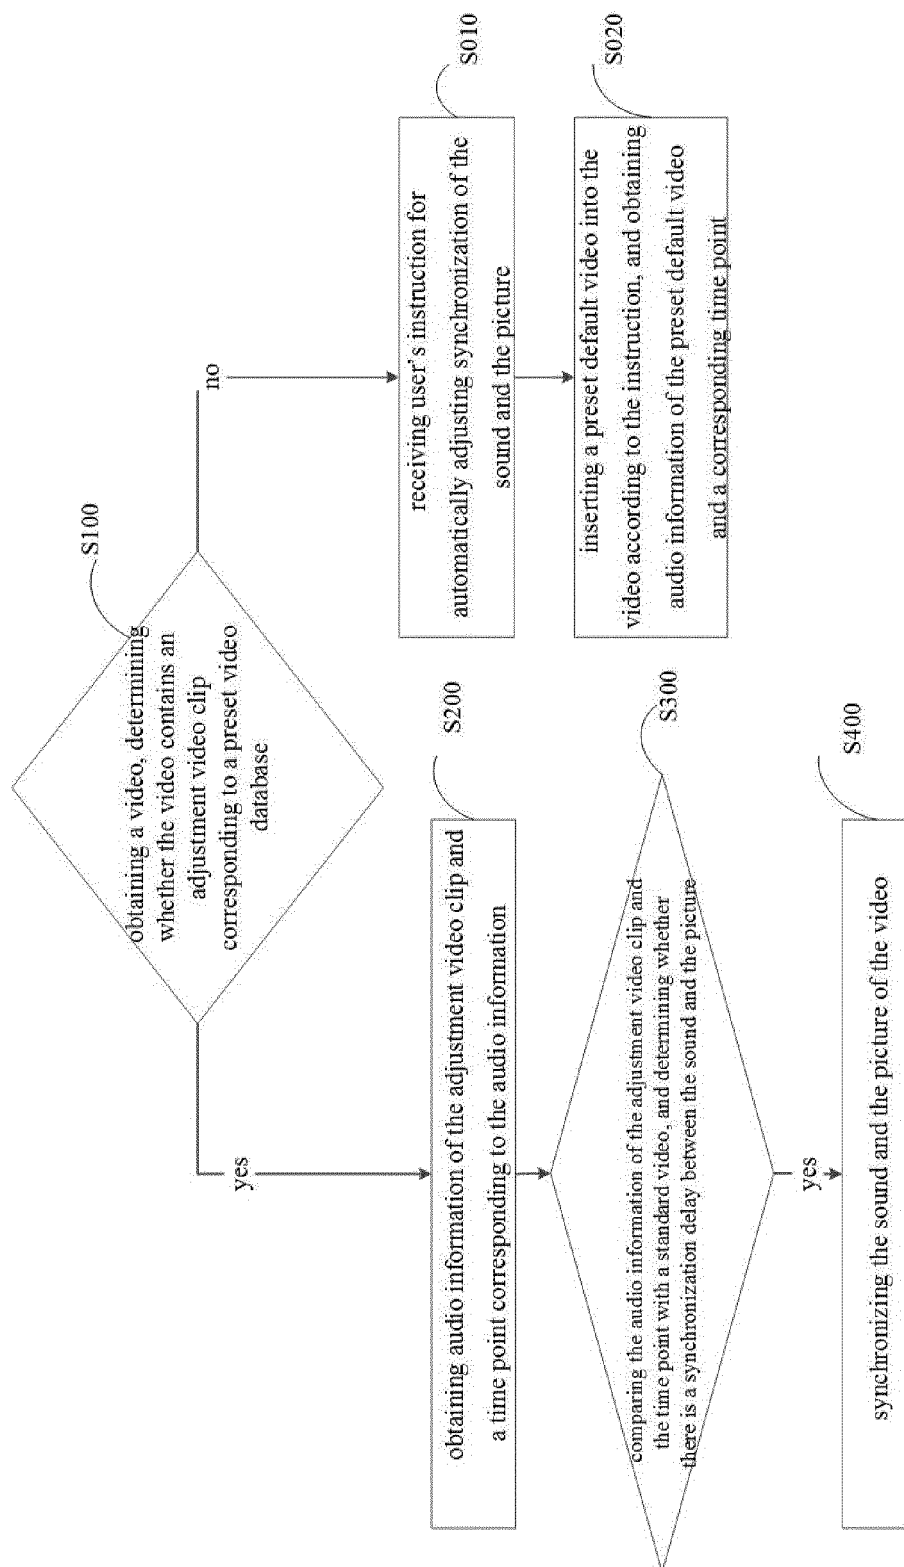 S100
obtaining a video, determining
whether the video contains an
adjustment video clip
corresponding to a preset video
database
yes
no
S200
obtaining audio information of the adjustment video clip and
a time point corresponding to the audio information
S010
receiving user's instruction for
automatically adjusting synchronization of the
sound and the picture
S300
comparing the audio information of the adjustment video clip and
the time point with a standard video, and determining whether
there is a synchronization delay between the sound and the picture
S020
inserting a preset default video into the
video according to the instruction, and obtaining
audio information of the preset default video
and a corresponding time point
yes
S400
synchronizing the sound and the picture of the video